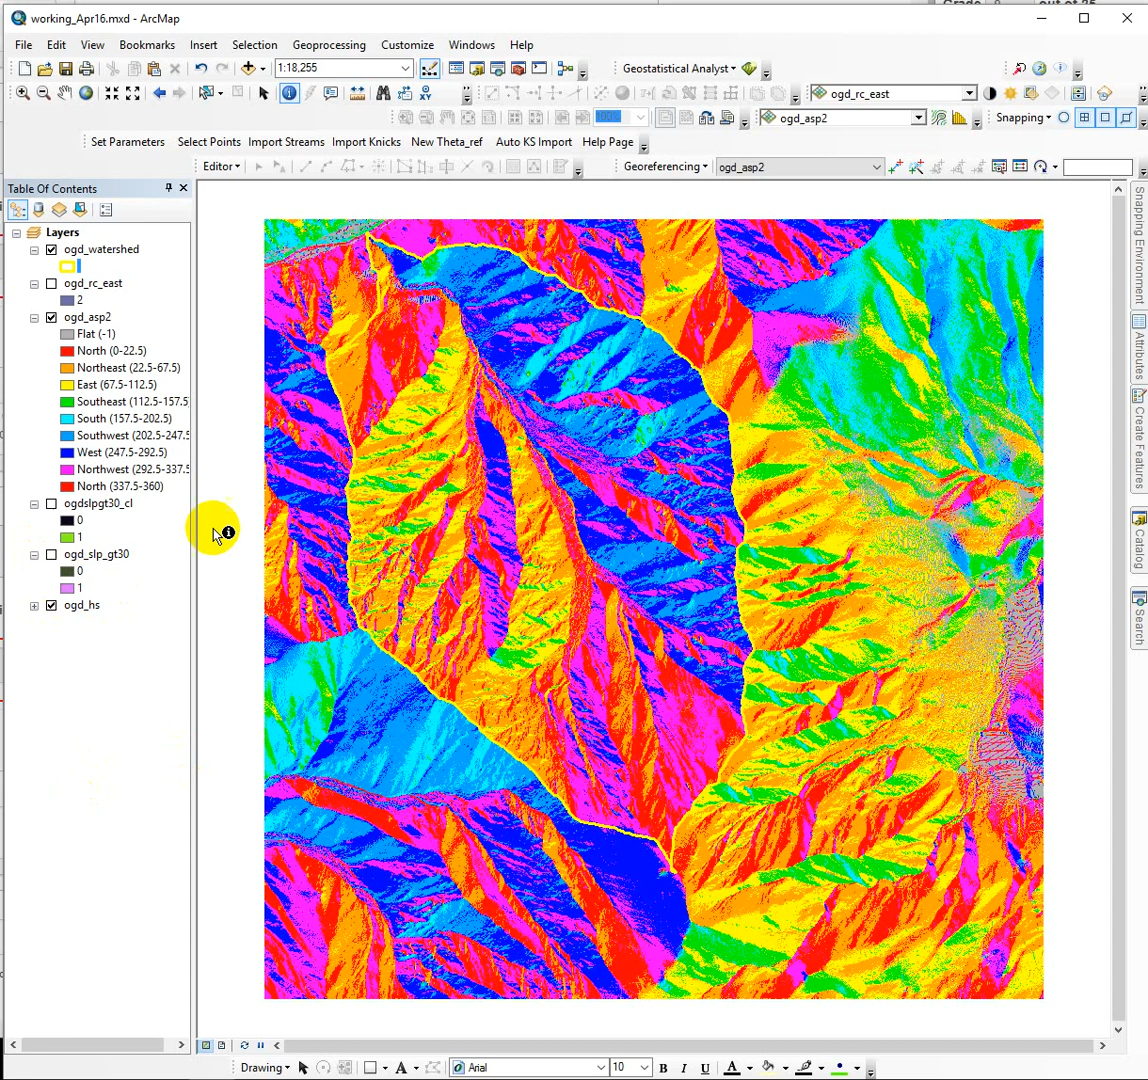 working_Apr16.mxd - ArcMap
File Edit View Bookmarks Insert Selection Geoprocessing Customize Windows Help
1:18,255 Geostatistical Analyst
ogd_rc_east
100% ogd_asp2 Snapping
Set Parameters Select Points Import Streams Import Knicks New Theta_ref Auto KS Import Help Page
Editor Georeferencing ogd_asp2
Table Of Contents
Layers
ogd_watershed
ogd_rc_east
2
ogd_asp2
Flat (-1)
North (0-22.5)
Northeast (22.5-67.5)
East (67.5-112.5)
Southeast (112.5-157.5
South (157.5-202.5)
Southwest (202.5-247.5
West (247.5-292.5)
Northwest (292.5-337.5
North (337.5-360)
ogdslpgt30_cl
0
1
ogd_slp_gt30
0
1
ogd_hs
Snapping Environment
Attributes
Create Features
Catalog
Search
Drawing A Arial 10 B I U A